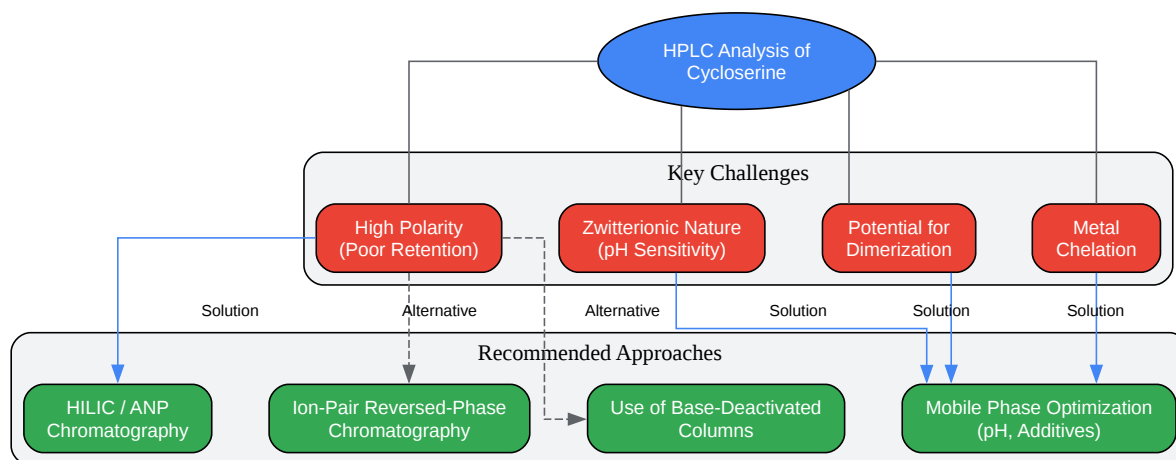 HPLC Analysis of
Cycloserine
Key Challenges
High Polarity
(Poor Retention)
Zwitterionic Nature
(pH Sensitivity)
Potential for
Dimerization
Metal
Chelation
Solution
Alternative
Alternative
Solution
Solution
Solution
Recommended Approaches
HILIC / ANP
Chromatography
Ion-Pair Reversed-Phase
Chromatography
Use of Base-Deactivated
Columns
Mobile Phase Optimization
(pH, Additives)